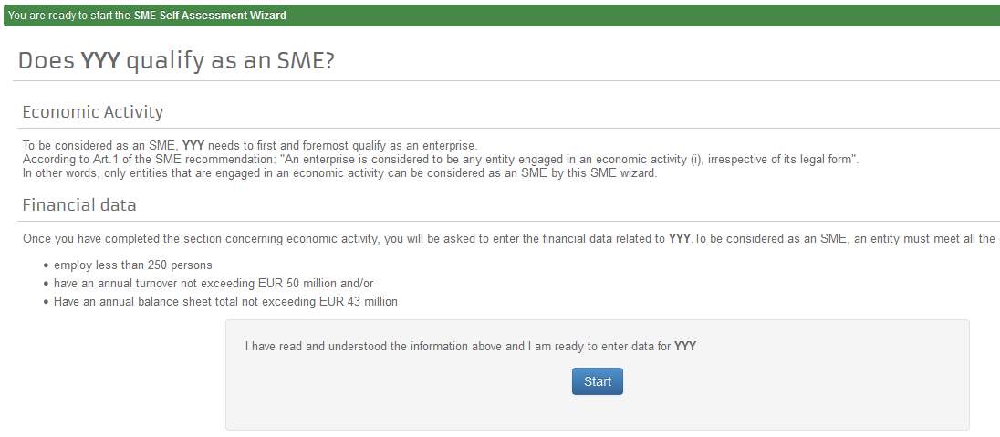 You are ready to start the SME Self Assessment Wizard
Does YYY qualify as an SME?
Economic Activity
To be considered as an SME, YYY needs to first and foremost qualify as an enterprise.
According to Art.1 of the SME recommendation: "An enterprise is considered to be any entity engaged in an economic activity (i), irrespective of its legal form".
In other words, only entities that are engaged in an economic activity can be considered as an SME by this SME wizard.
Financial data
Once you have completed the section concerning economic activity, you will be asked to enter the financial data related to YYY.To be considered as an SME, an entity must meet all the
employ less than 250 persons
have an annual turnover not exceeding EUR 50 million and/or
Have an annual balance sheet total not exceeding EUR 43 million
I have read and understood the information above and I am ready to enter data for YYY
Start